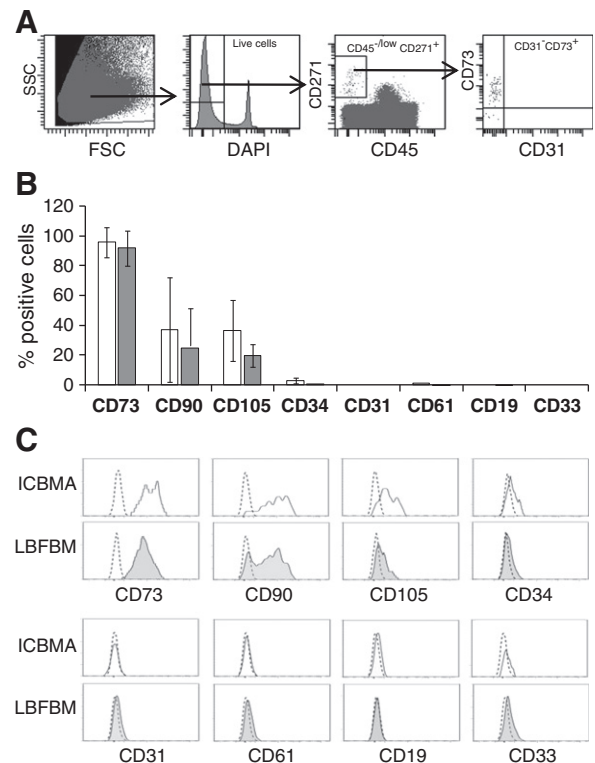 A
SSC
FSC
Live cells
DAPI
CD45-/low CD271+
CD271
CD45
CD31-CD73+
CD73
CD31
B
% positive cells
120
100
80
60
40
20
0
CD73 CD90 CD105 CD34 CD31 CD61 CD19 CD33
C
ICBMA
LBFBM
CD73 CD90 CD105 CD34
ICBMA
LBFBM
CD31 CD61 CD19 CD33